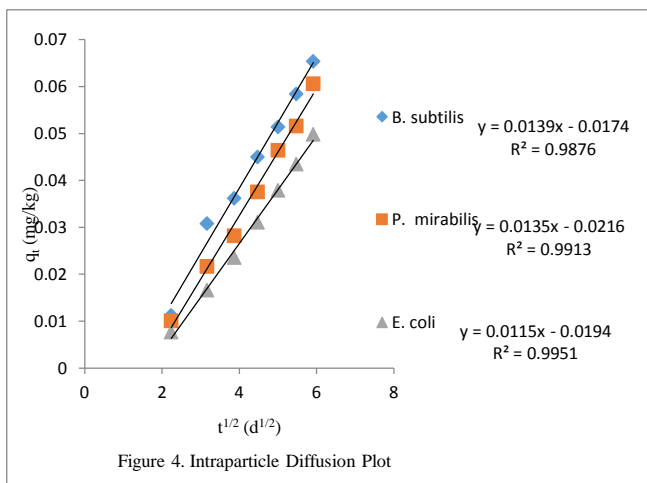 0.07
0.06
0.05
0.04
0.03
0.02
0.01
0
0 2 4 6 8
qt (mg/kg)
t1/2 (d1/2)
B. subtilis
y = 0.0139x - 0.0174
R² = 0.9876
P. mirabilis
y = 0.0135x - 0.0216
R² = 0.9913
E. coli
y = 0.0115x - 0.0194
R² = 0.9951
Figure 4. Intraparticle Diffusion Plot